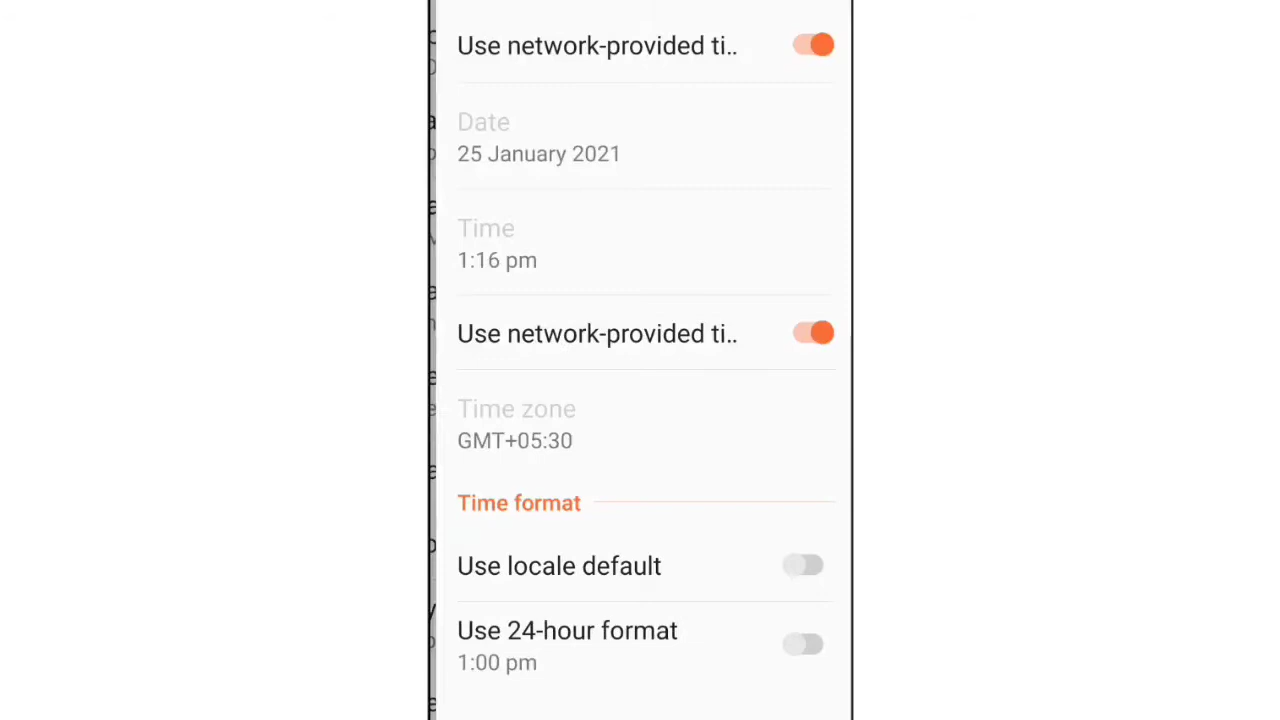 Use network-provided ti..
Date
25 January 2021
Time
1:16 pm
Use network-provided ti..
Time zone
GMT+05:30
Time format
Use locale default
Use 24-hour format
1:00 pm